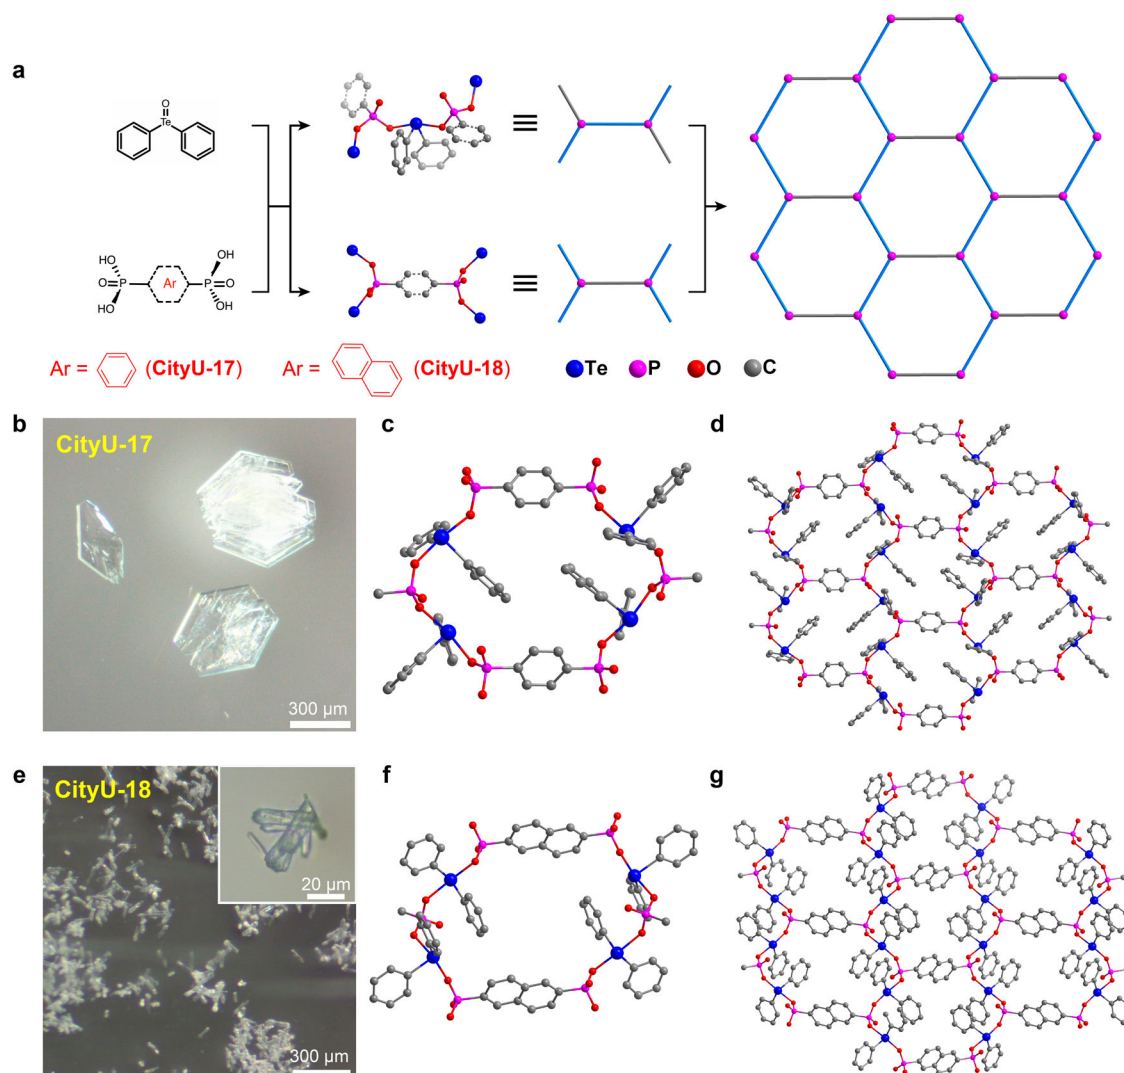 a
O
Te
HO
OH
O=P
Ar
P=O
HO
OH
Ar = (CityU-17)
Ar = (CityU-18)
Te
P
O
C
b
CityU-17
300 μm
c
d
e
CityU-18
20 μm
300 μm
f
g